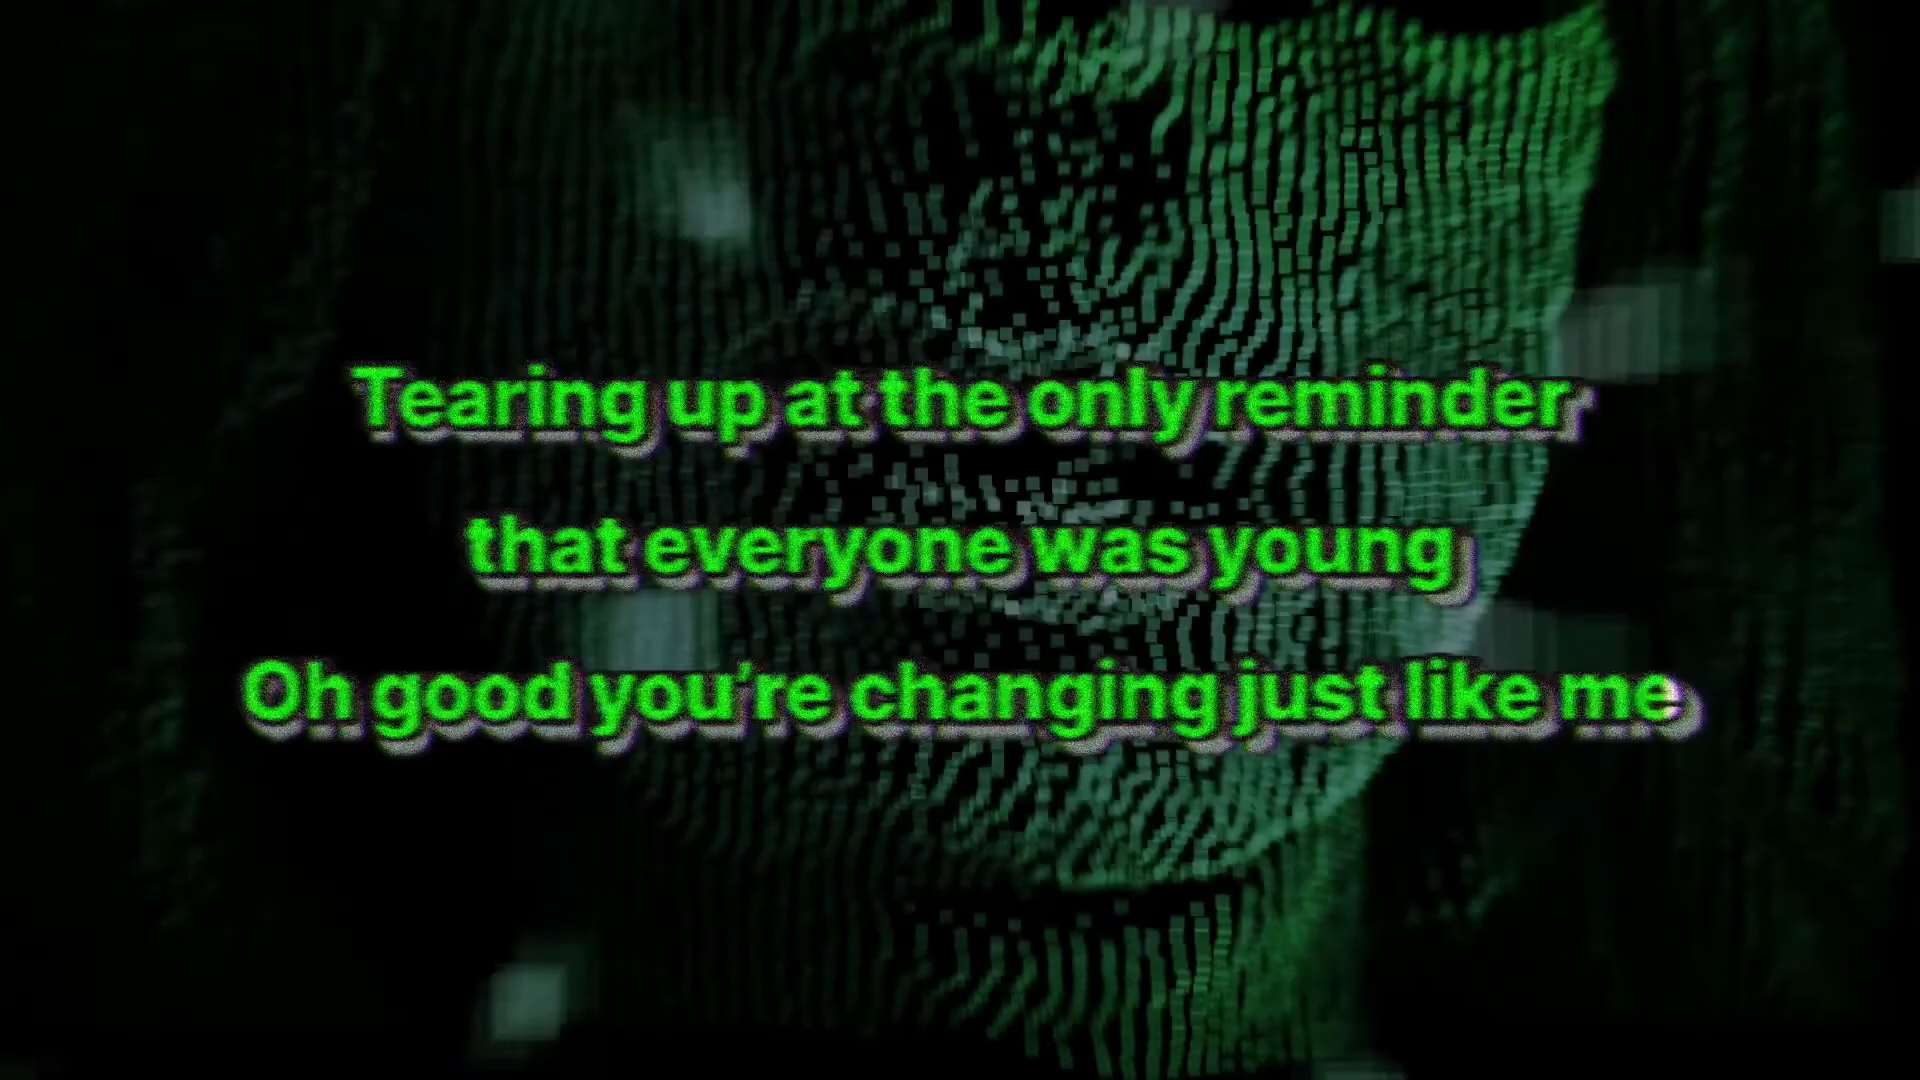 Tearing up at the only reminder
that everyone was young
Oh good you're changing just like me